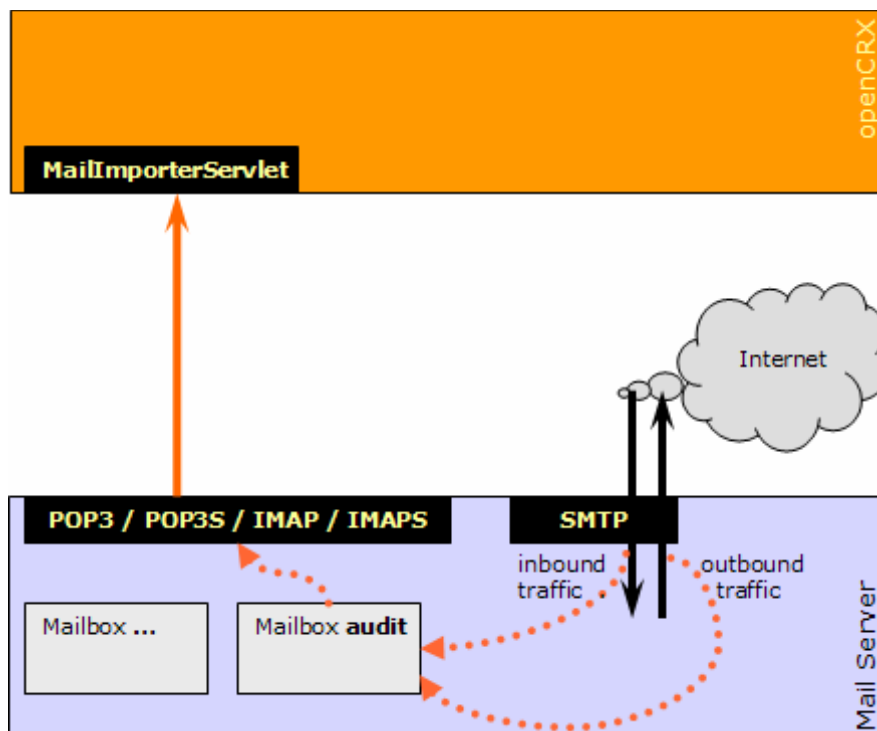 openCRX
MailImporterServlet
Internet
POP3 / POP3S / IMAP / IMAPS
SMTP
inbound
traffic .
outbound
traffic
Mailbox ...
Mailbox audit
Mail Server